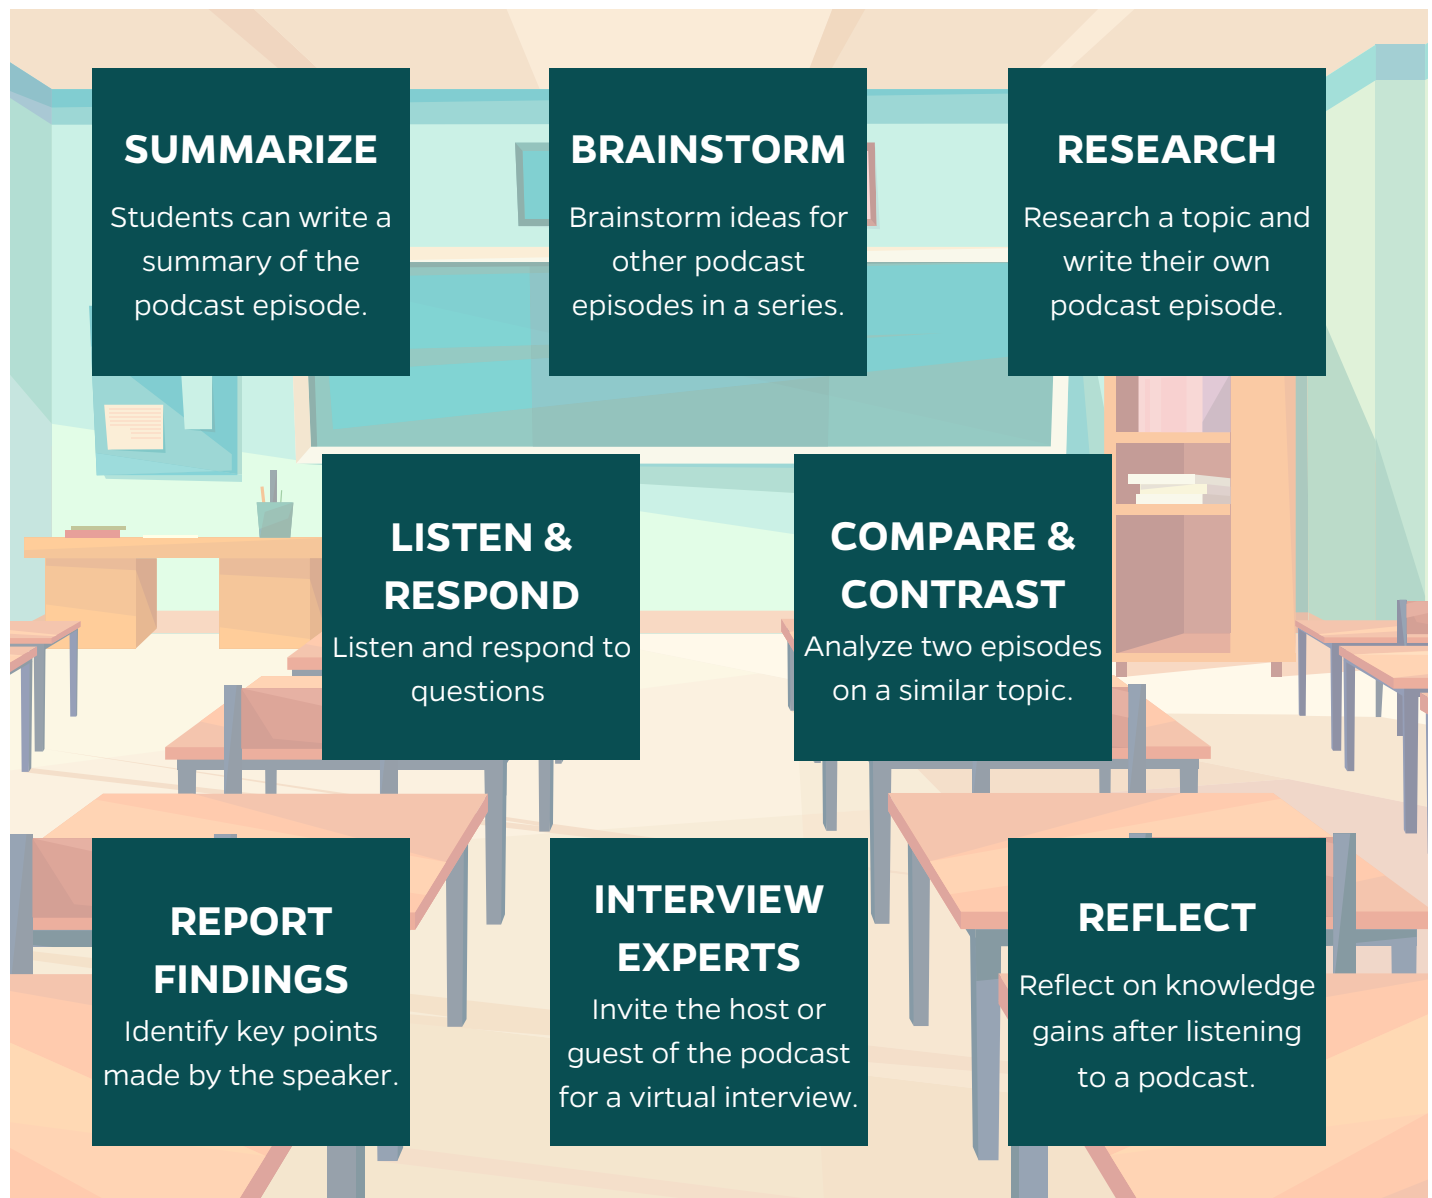 SUMMARIZE
Students can write a
summary of the
podcast episode.
BRAINSTORM
Brainstorm ideas for
other podcast
episodes in a series.
RESEARCH
Research a topic and
write their own
podcast episode.
LISTEN &
RESPOND
Listen and respond to
questions
COMPARE &
CONTRAST
Analyze two episodes
on a similar topic.
REPORT
FINDINGS
Identify key points
made by the speaker.
INTERVIEW
EXPERTS
Invite the host or
guest of the podcast
for a virtual interview.
REFLECT
Reflect on knowledge
gains after listening
to a podcast.